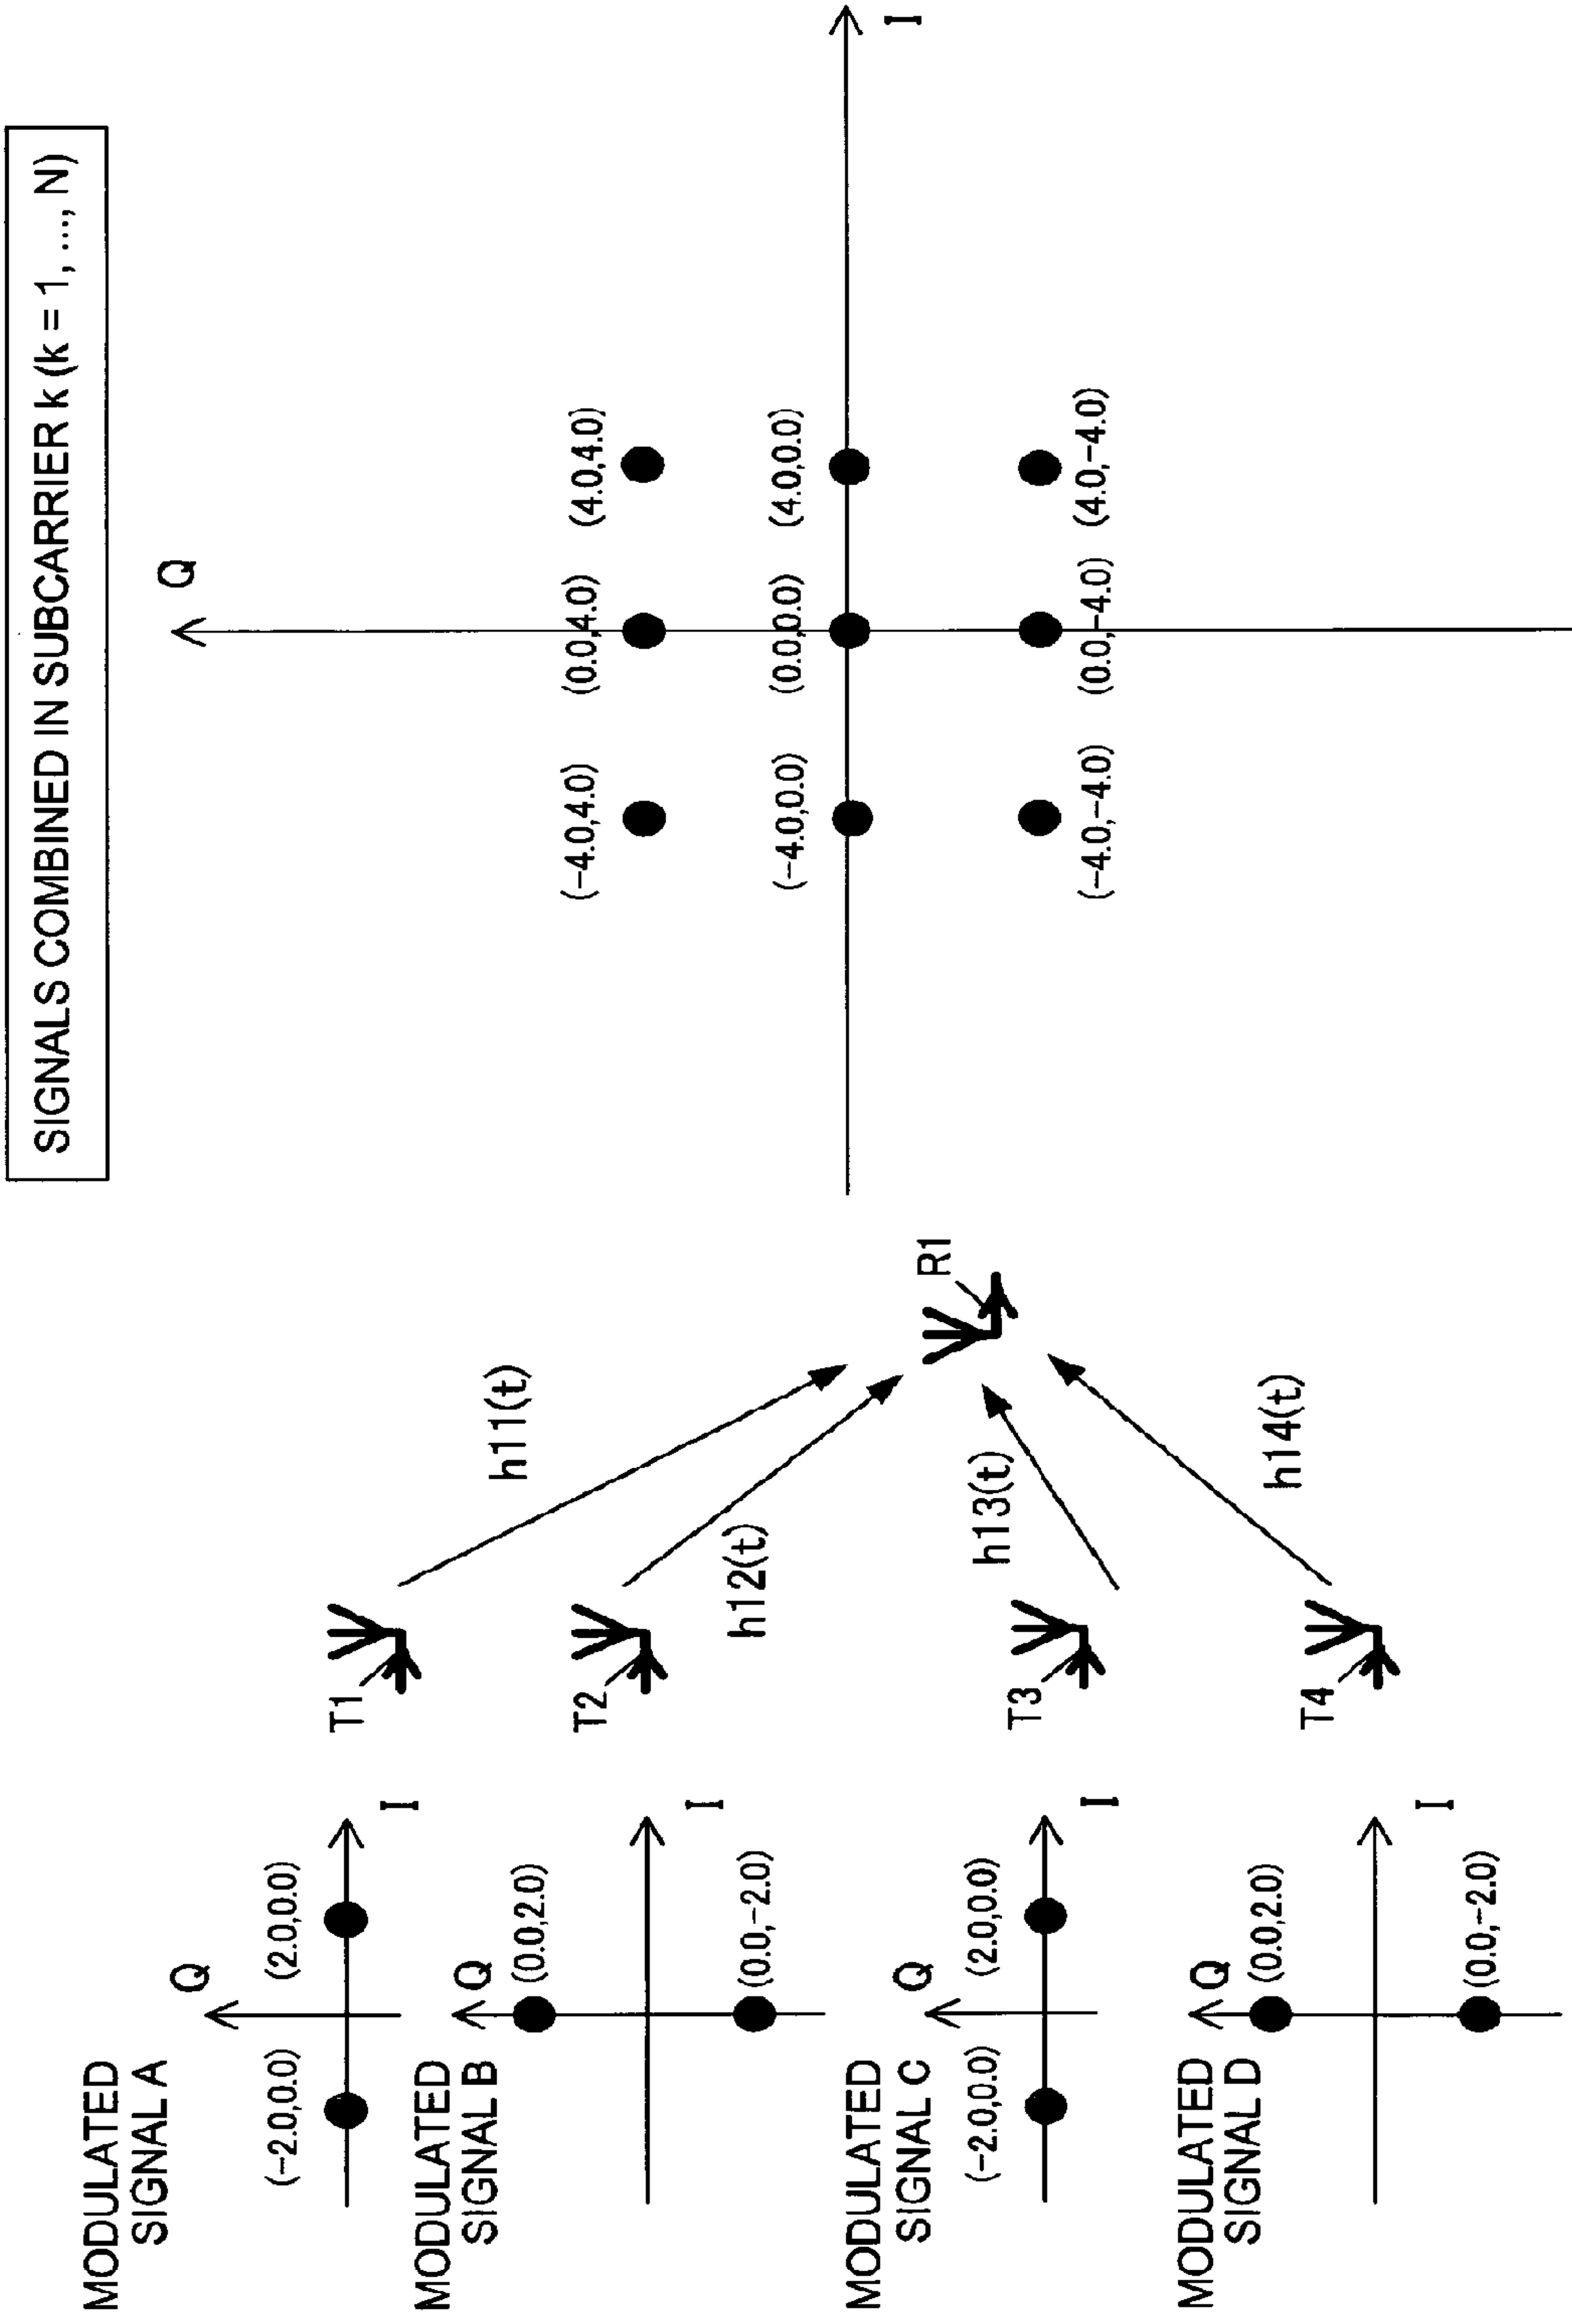 MODULATED
SIGNAL A
Q
(-2.0,0.0)
(2.0,0.0)
I
MODULATED
SIGNAL B
Q
(0.0,2.0)
(0.0,-2.0)
I
MODULATED
SIGNAL C
Q
(-2.0,0.0)
(2.0,0.0)
I
MODULATED
SIGNAL D
Q
(0.0,2.0)
(0.0,-2.0)
I
T1
T2
T3
T4
h11(t)
h12(t)
h13(t)
h14(t)
R1
SIGNALS COMBINED IN SUBCARRIER k (k = 1, ..., N)
Q
(-4.0,4.0)
(0.0,4.0)
(4.0,4.0)
(-4.0,0.0)
(0.0,0.0)
(4.0,0.0)
I
(-4.0,-4.0)
(0.0,-4.0)
(4.0,-4.0)